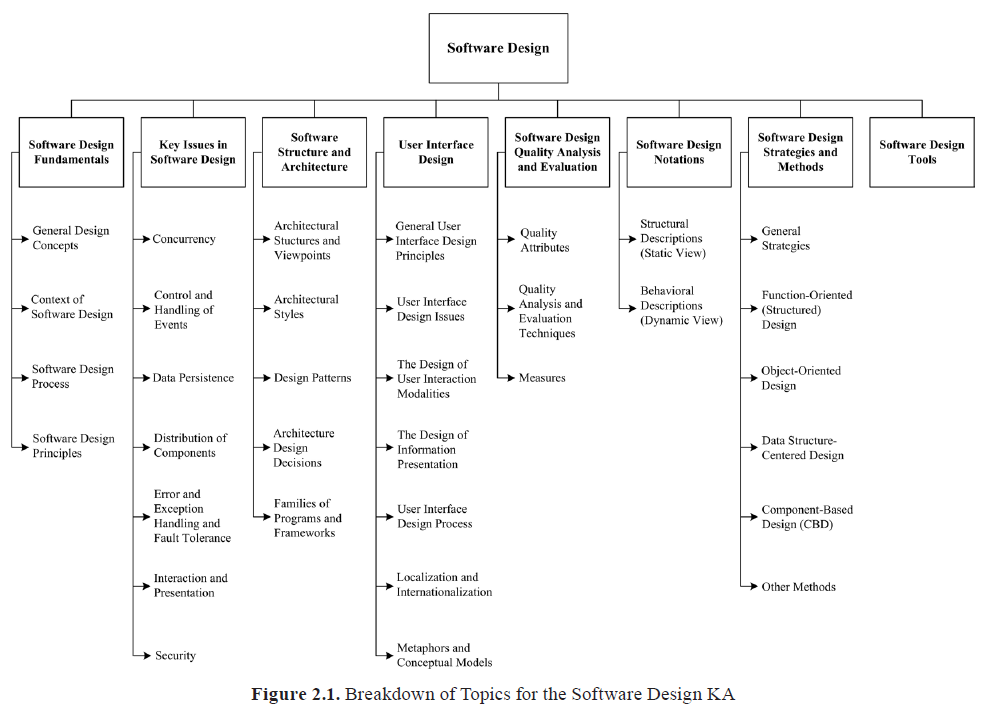 Software Design
Software Design
Fundamentals
Key Issues in
Software Design
Software
Structure and
Architecture
User Interface
Design
Software Design
Quality Analysis
and Evaluation
Software Design
Notations
Software Design
Strategies and
Methods
Software Design
Tools
General Design
Concepts
Context of
Software Design
Software Design
Process
Software Design
Principles
Concurrency
Control and
Handling of
Events
Data Persistence
Distribution of
Components
Error and
Exception
Handling and
Fault Tolerance
Interaction and
Presentation
Security
Architectural
Stuctures and
Viewpoints
Architectural
Styles
Design Patterns
Architecture
Design
Decisions
Families of
Programs and
Frameworks
General User
Interface Design
Principles
User Interface
Design Issues
The Design of
User Interaction
Modalities
The Design of
Information
Presentation
User Interface
Design Process
Localization and
Internationalization
Metaphors and
Conceptual Models
Quality
Attributes
Quality
Analysis and
Evaluation
Techniques
Measures
Structural
Descriptions
(Static View)
Behavioral
Descriptions
(Dynamic View)
General
Strategies
Function-Oriented
(Structured)
Design
Object-Oriented
Design
Data Structure-
Centered Design
Component-Based
Design (CBD)
Other Methods
Figure 2.1. Breakdown of Topics for the Software Design KA